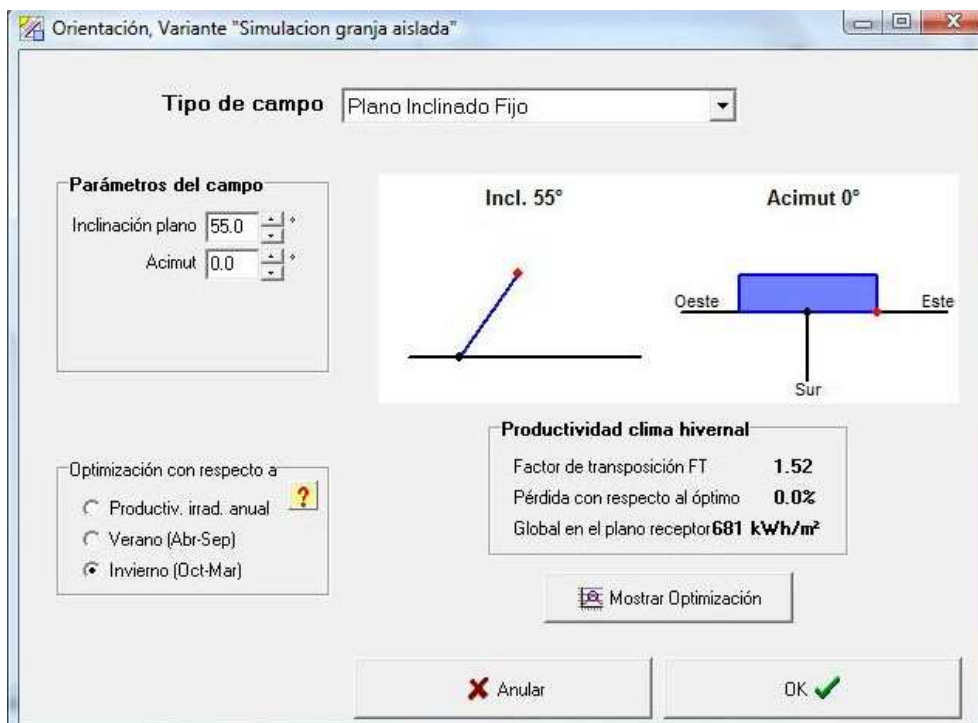 Orientación, Variante "Simulacion granja aislada"
Tipo de campo Plano Inclinado Fijo
Parámetros del campo
Inclinación plano 55.0 °
Acimut 0.0 °
Incl. 55° Acimut 0°
Oeste Este
Sur
Optimización con respecto a
?
Productiv. irrad. anual
Verano (Abr-Sep)
Invierno (Oct-Mar)
Productividad clima hivernal
Factor de transposición FT 1.52
Pérdida con respecto al óptimo 0.0%
Global en el plano receptor 681 kWh/m²
Mostrar Optimización
Anular OK